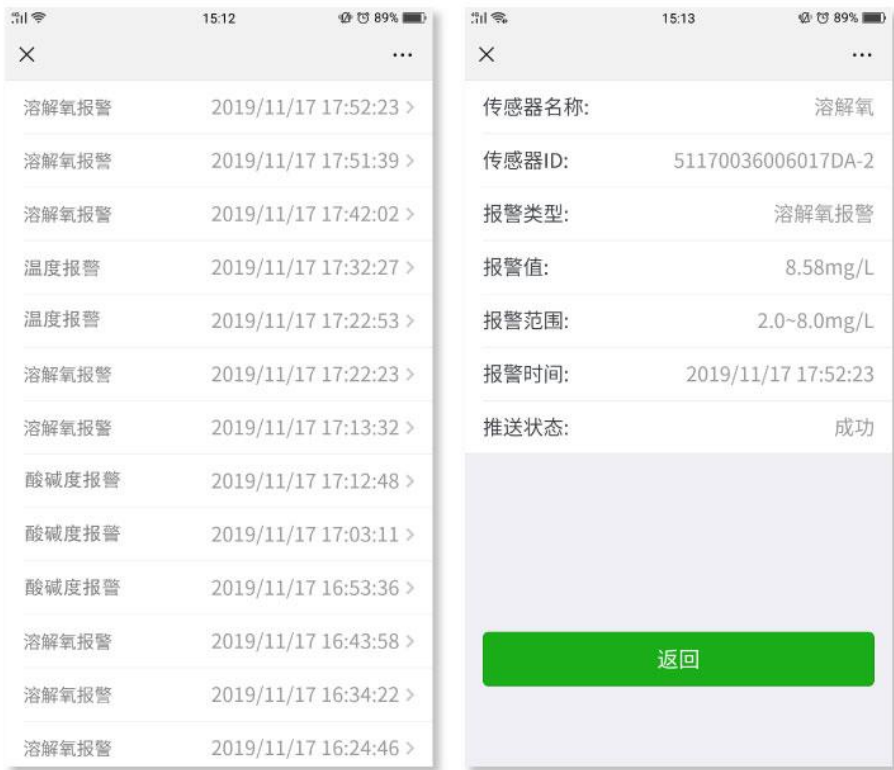 15:12
89%
溶解氧报警 2019/11/17 17:52:23
溶解氧报警 2019/11/17 17:51:39
溶解氧报警 2019/11/17 17:42:02
温度报警 2019/11/17 17:32:27
温度报警 2019/11/17 17:22:53
溶解氧报警 2019/11/17 17:22:23
溶解氧报警 2019/11/17 17:13:32
酸碱度报警 2019/11/17 17:12:48
酸碱度报警 2019/11/17 17:03:11
酸碱度报警 2019/11/17 16:53:36
溶解氧报警 2019/11/17 16:43:58
溶解氧报警 2019/11/17 16:34:22
溶解氧报警 2019/11/17 16:24:46
15:13
89%
传感器名称: 溶解氧
传感器ID: 51170036006017DA-2
报警类型: 溶解氧报警
报警值: 8.58mg/L
报警范围: 2.0~8.0mg/L
报警时间: 2019/11/17 17:52:23
推送状态: 成功
返回